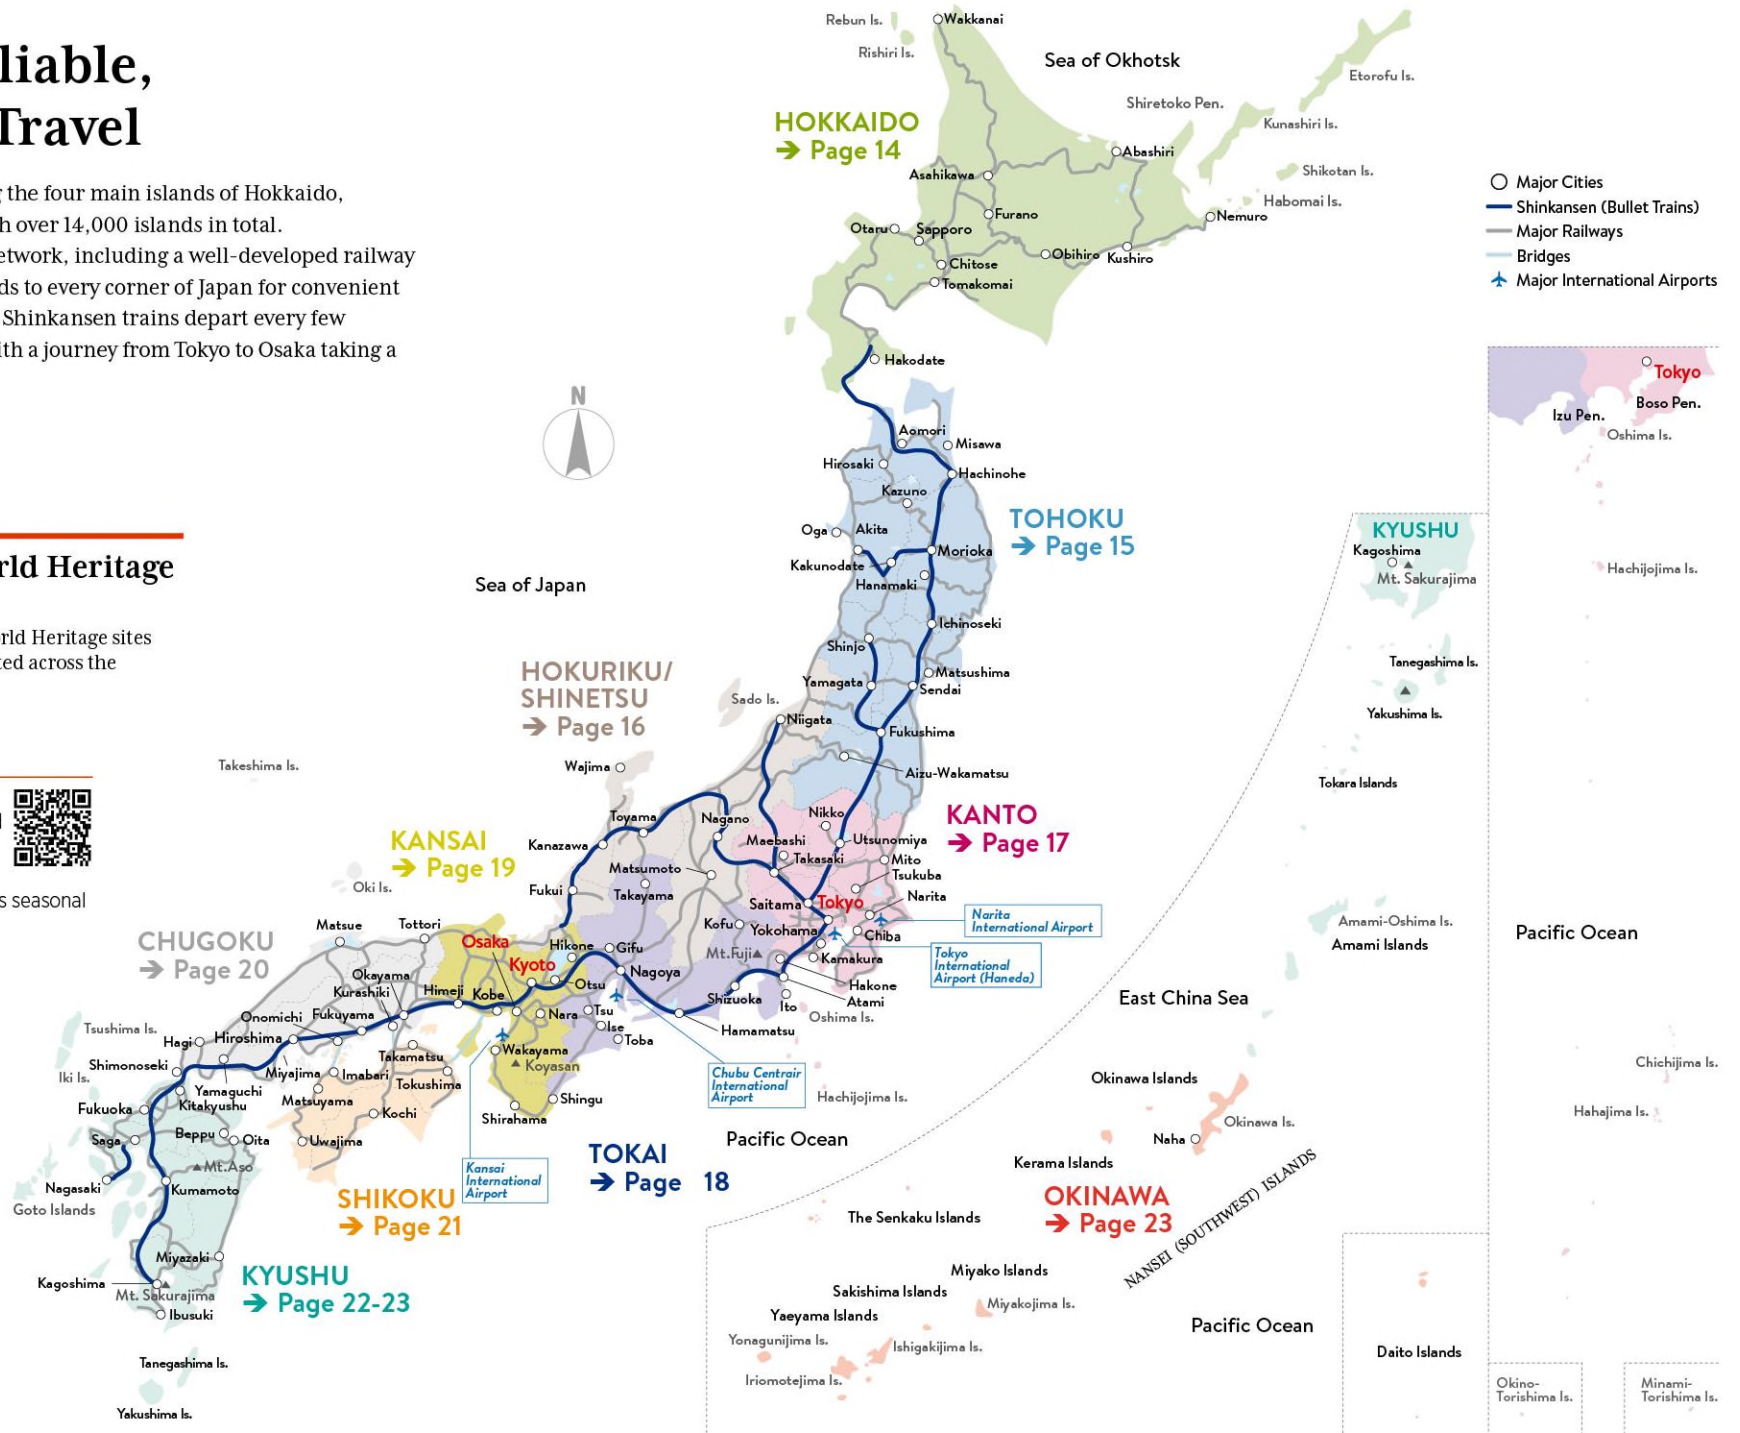 liable,
Travel
g the four main islands of Hokkaido,
h over 14,000 islands in total.
etwork, including a well-developed railway
ds to every corner of Japan for convenient
Shinkansen trains depart every few
ith a journey from Tokyo to Osaka taking a
rld Heritage
rld Heritage sites
ted across the
s seasonal
N
Major Cities
Shinkansen (Bullet Trains)
Major Railways
Bridges
Major International Airports
Rebun Is.
Wakkanai
Rishiri Is.
Sea of Okhotsk
Etorofu Is.
Shiretoko Pen.
Kunashiri Is.
HOKKAIDO
→ Page 14
Abashiri
Shikotan Is.
Asahikawa
Habomai Is.
Furano
Nemuro
Otaru
Sapporo
Obihiro
Kushiro
Chitose
Tomakomai
Hakodate
Aomori
Misawa
Hirosaki
Hachinohe
Kazuno
TOHOKU
→ Page 15
Oga
Akita
Morioka
Kakunodate
Hanamaki
Ichinoseki
Shinjo
Matsushima
Yamagata
Sendai
Fukushima
Aizu-Wakamatsu
Sea of Japan
HOKURIKU/
SHINETSU
→ Page 16
Sado Is.
Niigata
Wajima
Takeshima Is.
Toyama
Nagano
Nikko
KANTO
→ Page 17
Kanazawa
Maebashi
Utsunomiya
Takasaki
Mito
Tsukuba
Matsumoto
Takayama
Fukui
Saitama
Tokyo
Narita
Kofu
Yokohama
Chiba
Mt.Fuji
Kamakura
Hakone
Atami
Shizuoka
Ito
Oshima Is.
Hamamatsu
Narita
International Airport
Tokyo
International
Airport (Haneda)
KANSAI
→ Page 19
Oki Is.
CHUGOKU
→ Page 20
Matsue
Tottori
Osaka
Kyoto
Hikone
Gifu
Nagoya
Otsu
Okayama
Kurashiki
Himeji
Kobe
Nara
Tsu
Ise
Toba
Onomichi
Fukuyama
Tsushima Is.
Hagi
Hiroshima
Wakayama
Koyasan
Shimonoseki
Takamatsu
Miyajima
Imabari
Tokushima
Iki Is.
Yamaguchi
Kitakyushu
Matsuyama
Kochi
Shingu
Shirahama
Fukuoka
Saga
Beppu
Oita
Uwajima
Mt.Aso
Nagasaki
Kumamoto
Goto Islands
Chubu Centrair
International
Airport
Hachijojima Is.
Pacific Ocean
Kansai
International
Airport
TOKAI
→ Page 18
SHIKOKU
→ Page 21
Miyazaki
Kagoshima
Mt. Sakurajima
Ibusuki
KYUSHU
→ Page 22-23
Tanegashima Is.
Yakushima Is.
Tokyo
Izu Pen.
Boso Pen.
Oshima Is.
KYUSHU
Kagoshima
Mt. Sakurajima
Hachijojima Is.
Tanegashima Is.
Yakushima Is.
Tokara Islands
Amami-Oshima Is.
Amami Islands
Pacific Ocean
East China Sea
Chichijima Is.
Okinawa Islands
Hahajima Is.
Okinawa Is.
Naha
Kerama Islands
OKINAWA
→ Page 23
NANSEI (SOUTHWEST) ISLANDS
The Senkaku Islands
Miyako Islands
Sakishima Islands
Miyakojima Is.
Yaeyama Islands
Yonagunijima Is.
Ishigakijima Is.
Iriomotejima Is.
Pacific Ocean
Daito Islands
Okino-
Torishima Is.
Minami-
Torishima Is.